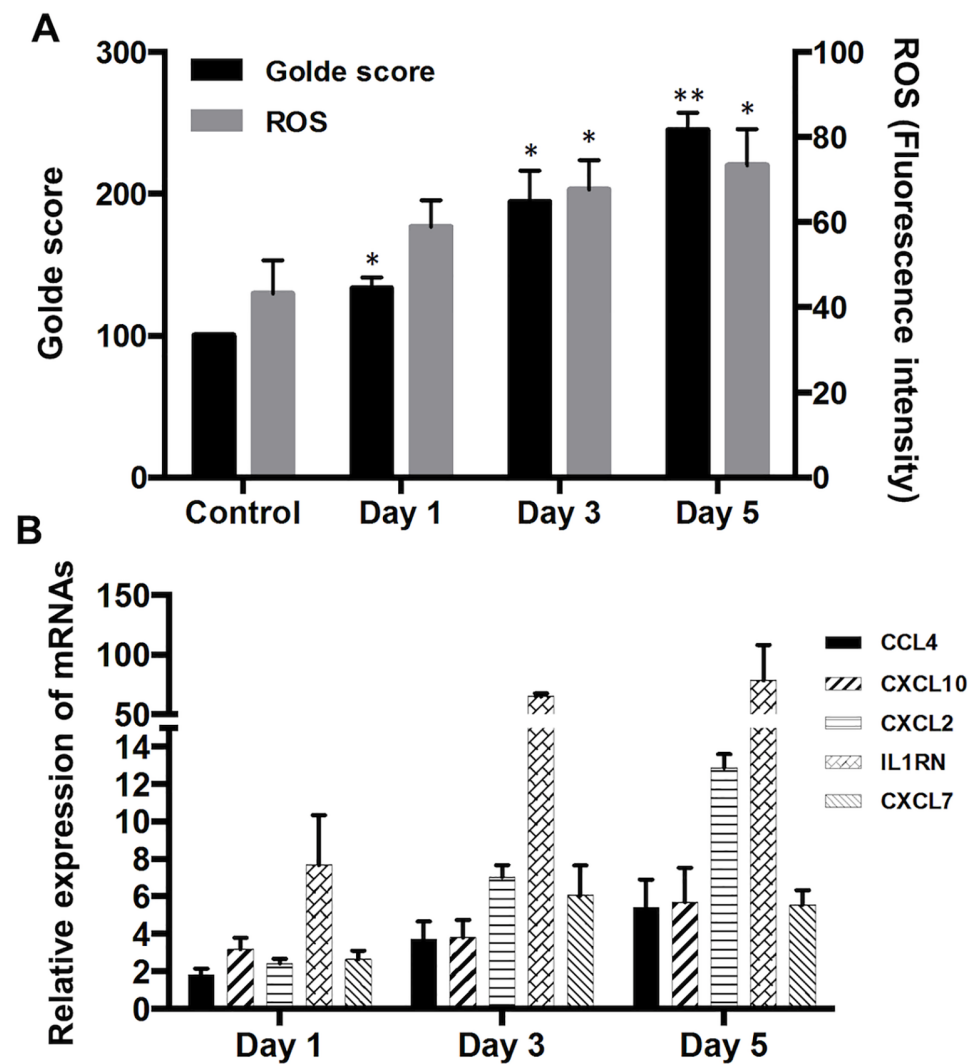 A
300
200
100
0
Golde score
Golde score
ROS
*
*
*
**
*
100
80
60
40
20
0
ROS (Fluorescence intensity)
Control Day 1 Day 3 Day 5
B
Relative expression of mRNAs
150
100
50
14
12
10
8
6
4
2
0
CCL4
CXCL10
CXCL2
IL1RN
CXCL7
Day 1 Day 3 Day 5